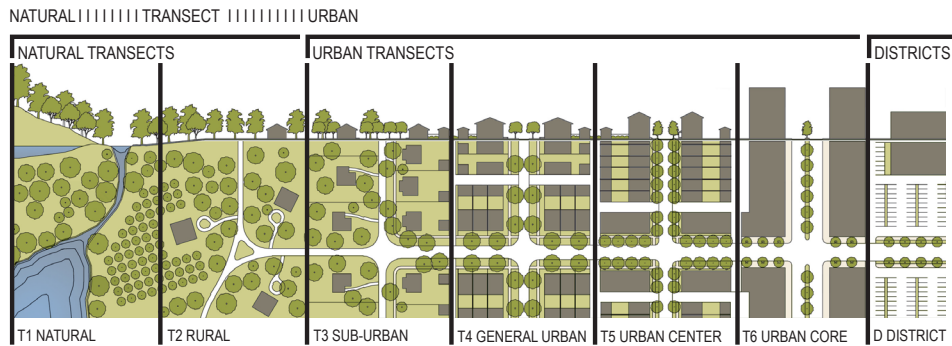 NATURAL I I I I I I I I TRANSECT I I I I I I I I I I URBAN
NATURAL TRANSECTS
URBAN TRANSECTS
DISTRICTS
T1 NATURAL
T2 RURAL
T3 SUB-URBAN
T4 GENERAL URBAN
T5 URBAN CENTER
T6 URBAN CORE
D DISTRICT